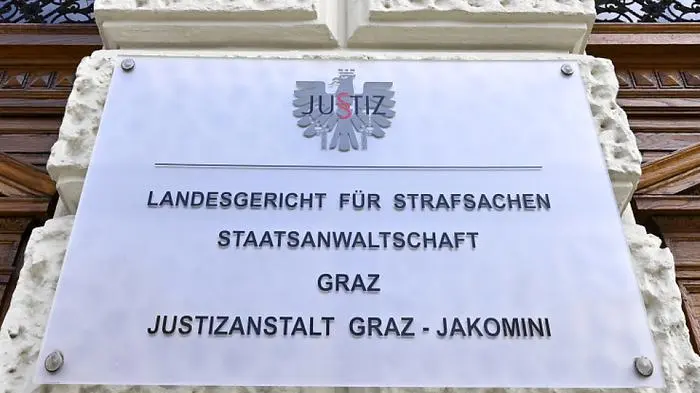 JUSTIZ
LANDESGERICHT FÜR STRAFSACHEN
STAATSANWALTSCHAFT
GRAZ
JUSTIZANSTALT GRAZ - JAKOMINI